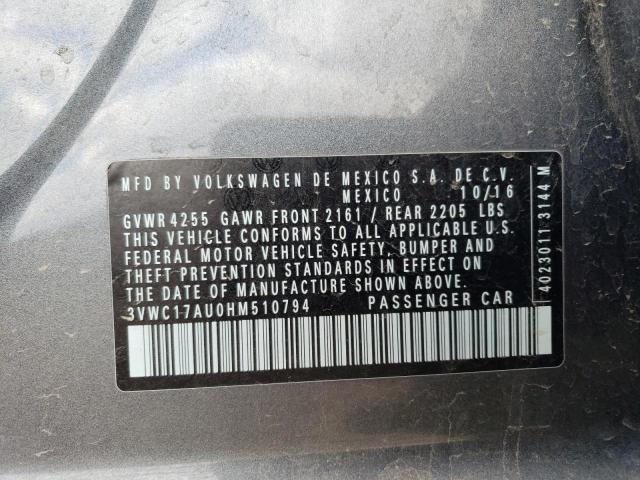 MFD BY VOLKSWAGEN DE MEXICO S.A. DE C.V.
MEXICO 10/16
GVWR 4255 GAWR FRONT 2161 / REAR 2205 LBS
THIS VEHICLE CONFORMS TO ALL APPLICABLE U.S.
FEDERAL MOTOR VEHICLE SAFETY, BUMPER AND
THEFT PREVENTION STANDARDS IN EFFECT ON
THE DATE OF MANUFACTURE SHOWN ABOVE.
3VWC17AU0HM510794 PASSENGER CAR
4023G11 3144 M